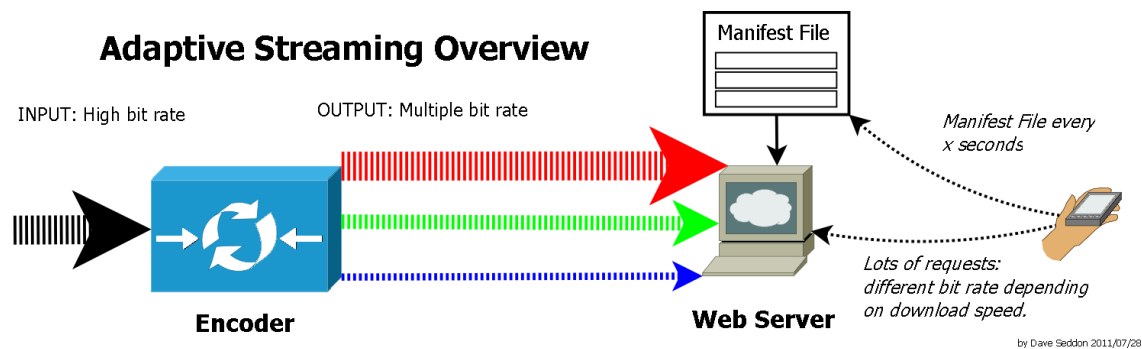 Adaptive Streaming Overview
INPUT: High bit rate
OUTPUT: Multiple bit rate
Manifest File
Manifest File every
x seconds
Lots of requests:
different bit rate depending
on download speed.
Encoder
Web Server
by Dave Seddon 2011/07/28